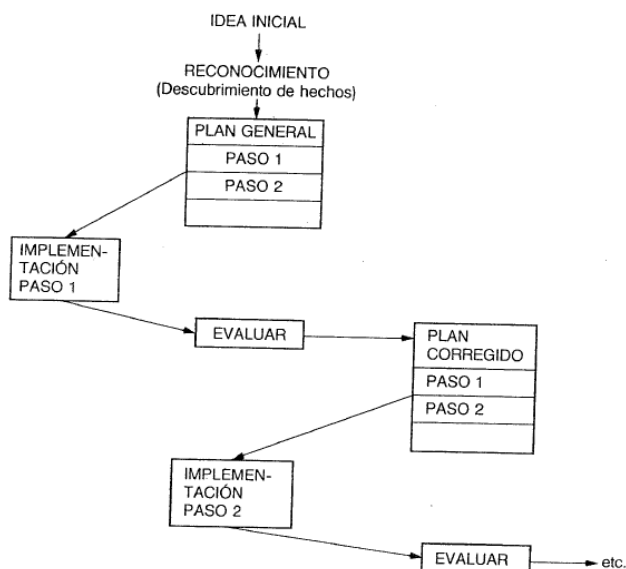 IDEA INICIAL
RECONOCIMIENTO
(Descubrimiento de hechos)
PLAN GENERAL
PASO 1
PASO 2
IMPLEMEN-
TACIÓN
PASO 1
EVALUAR
PLAN
CORREGIDO
PASO 1
PASO 2
IMPLEMEN-
TACIÓN
PASO 2
EVALUAR
etc.